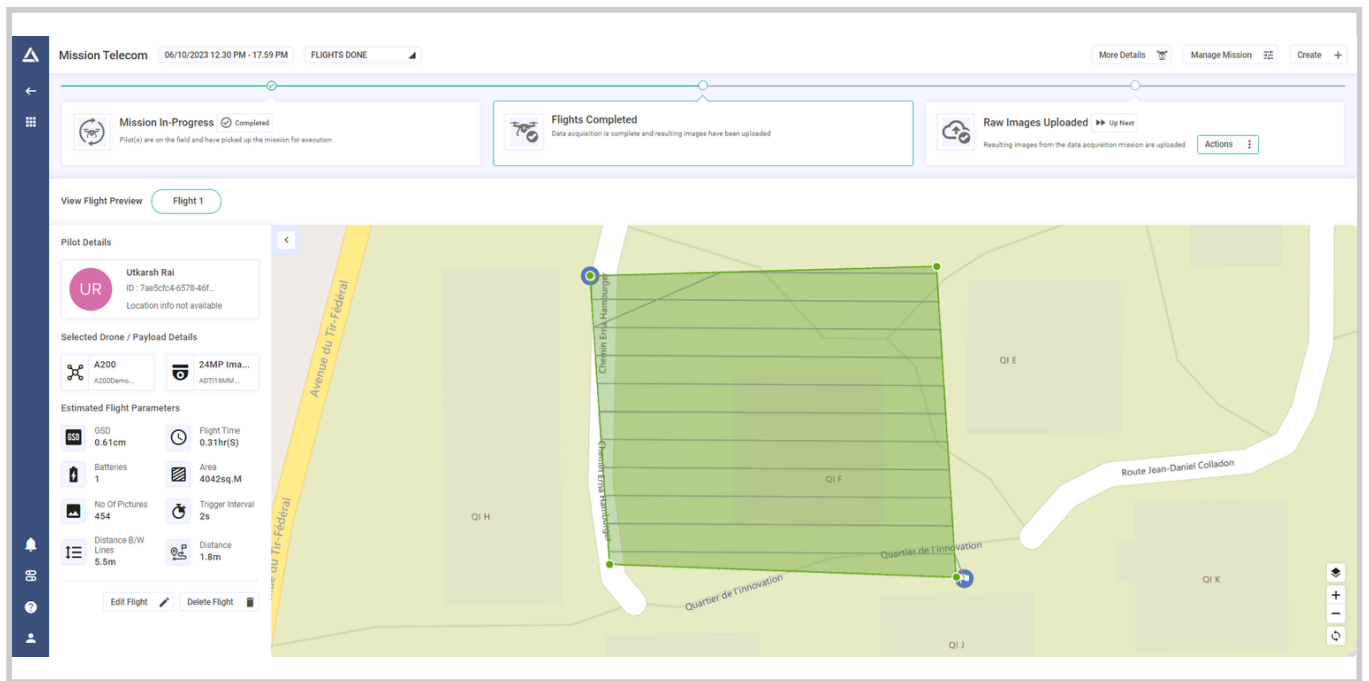 Mission Telecom
06/10/2023 12.30 PM - 17.59 PM
FLIGHTS DONE
More Details
Manage Mission
Create +
Mission In-Progress
Completed
Pilot(s) are on the field and have picked up the mission for execution
Flights Completed
Data acquisition is complete and resulting images have been uploaded
Raw Images Uploaded
Up Next
Resulting images from the data acquisition mission are uploaded
Actions
View Flight Preview
Flight 1
Pilot Details
UR
Utkarsh Rai
ID : 7ae5cfc4-6578-46f...
Location info not available
Selected Drone / Payload Details
A200
A200Demo...
24MP Ima...
ADTI16MM...
Estimated Flight Parameters
GSD
GSD
0.61cm
Flight Time
0.31hr(S)
Batteries
1
Area
4042sq.M
No Of Pictures
454
Trigger Interval
2s
Distance B/W
Lines
5.5m
Distance
1.8m
Edit Flight
Delete Flight
Avenue du Tir-Fédéral
Chemin Erna Hamburger
QI E
Chemin Erna Hamburger
QI F
Route Jean-Daniel Colladon
QI H
Quartier de l'innovation
Quartier de l'innovation
QI K
QI J